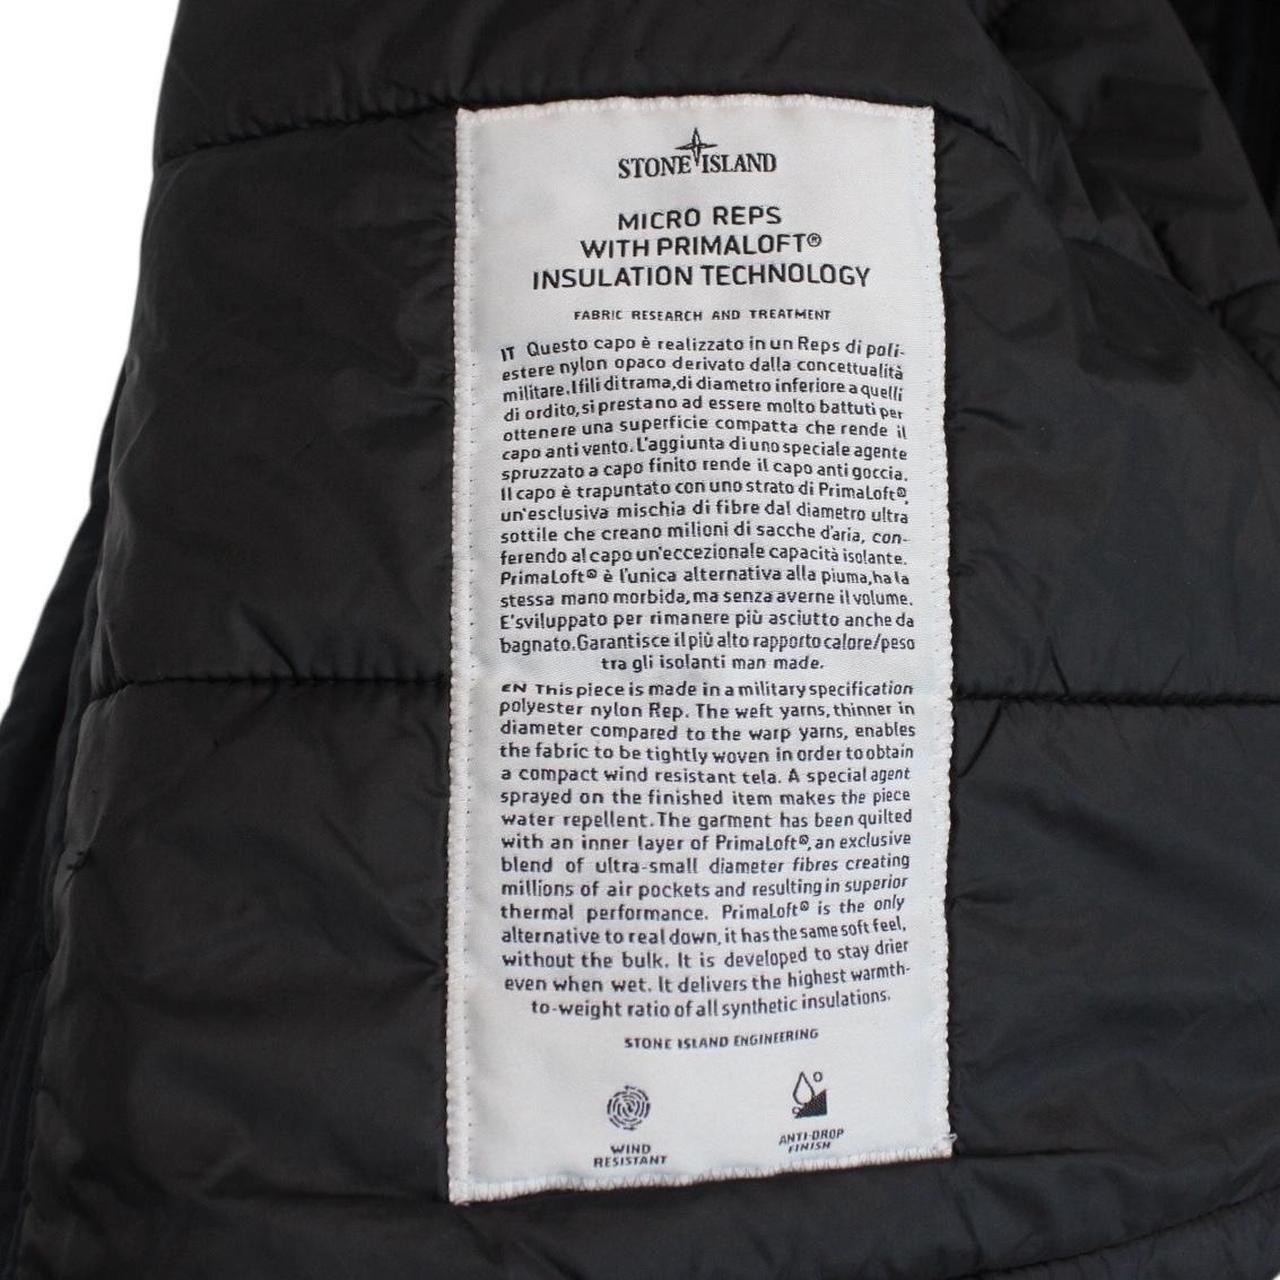 STONE ISLAND
MICRO REPS
WITH PRIMALOFT®
INSULATION TECHNOLOGY
FABRIC RESEARCH AND TREATMENT
IT Questo capo è realizzato in un Reps di poli-
estere nylon opaco derivato dalla concettualità
militare. I fili di trama, di diametro inferiore a quelli
di ordito, si prestano ad essere molto battuti per
ottenere una superficie compatta che rende il
capo anti vento. L'aggiunta di uno speciale agente
spruzzato a capo finito rende il capo anti goccia.
Il capo è trapuntato con uno strato di PrimaLoft®,
un'esclusiva mischia di fibre dal diametro ultra
sottile che creano milioni di sacche d'aria, con-
ferendo al capo un'eccezionale capacità isolante.
PrimaLoft® è l'unica alternativa alla piuma, ha la
stessa mano morbida, ma senza averne il volume.
E'sviluppato per rimanere più asciutto anche da
bagnato. Garantisce il più alto rapporto calore/peso
tra gli isolanti man made.
EN This piece is made in a military specification
polyester nylon Rep. The weft yarns, thinner in
diameter compared to the warp yarns, enables
the fabric to be tightly woven in order to obtain
a compact wind resistant tela. A special agent
sprayed on the finished item makes the piece
water repellent. The garment has been quilted
with an inner layer of PrimaLoft®, an exclusive
blend of ultra-small diameter fibres creating
millions of air pockets and resulting in superior
thermal performance. PrimaLoft® is the only
alternative to real down, it has the same soft feel,
without the bulk. It is developed to stay drier
even when wet. It delivers the highest warmth-
to-weight ratio of all synthetic insulations.
STONE ISLAND ENGINEERING
WIND
RESISTANT
ANTI-DROP
FINISH